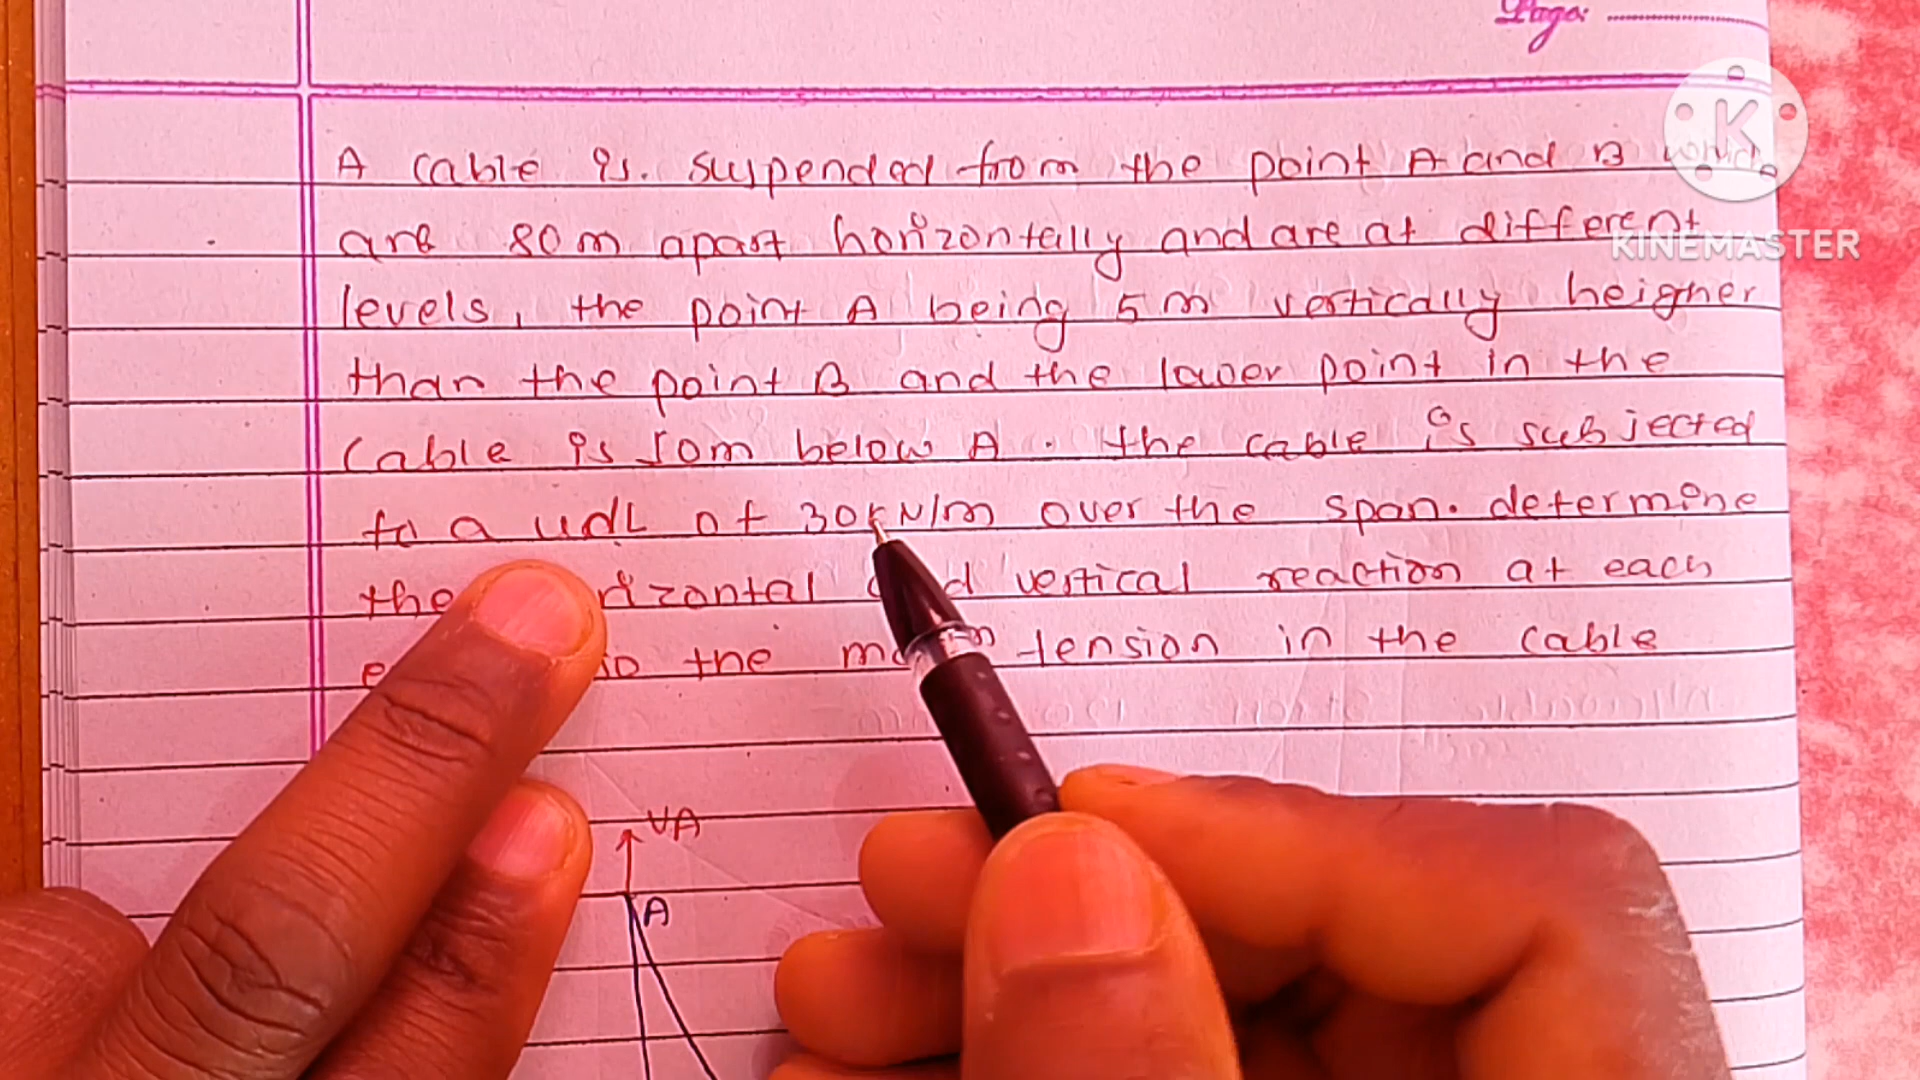 Page:
A cable is. suspended from the point A and B
are 80m apart horizontally and are at different
KINEMASTER
levels, the point A being 5m vertically heigher
than the point B and the lower point in the
cable is 10m below A. the cable is subjected
to a udL of 30kN/m over the span. determine
the vertical reaction at each
the tension in the cable
VA
A